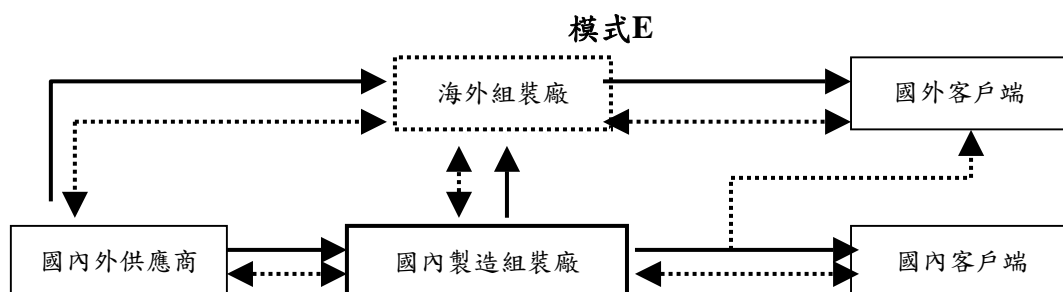 模式E
海外組裝廠
國外客戶端
國內外供應商
國內製造組裝廠
國內客戶端